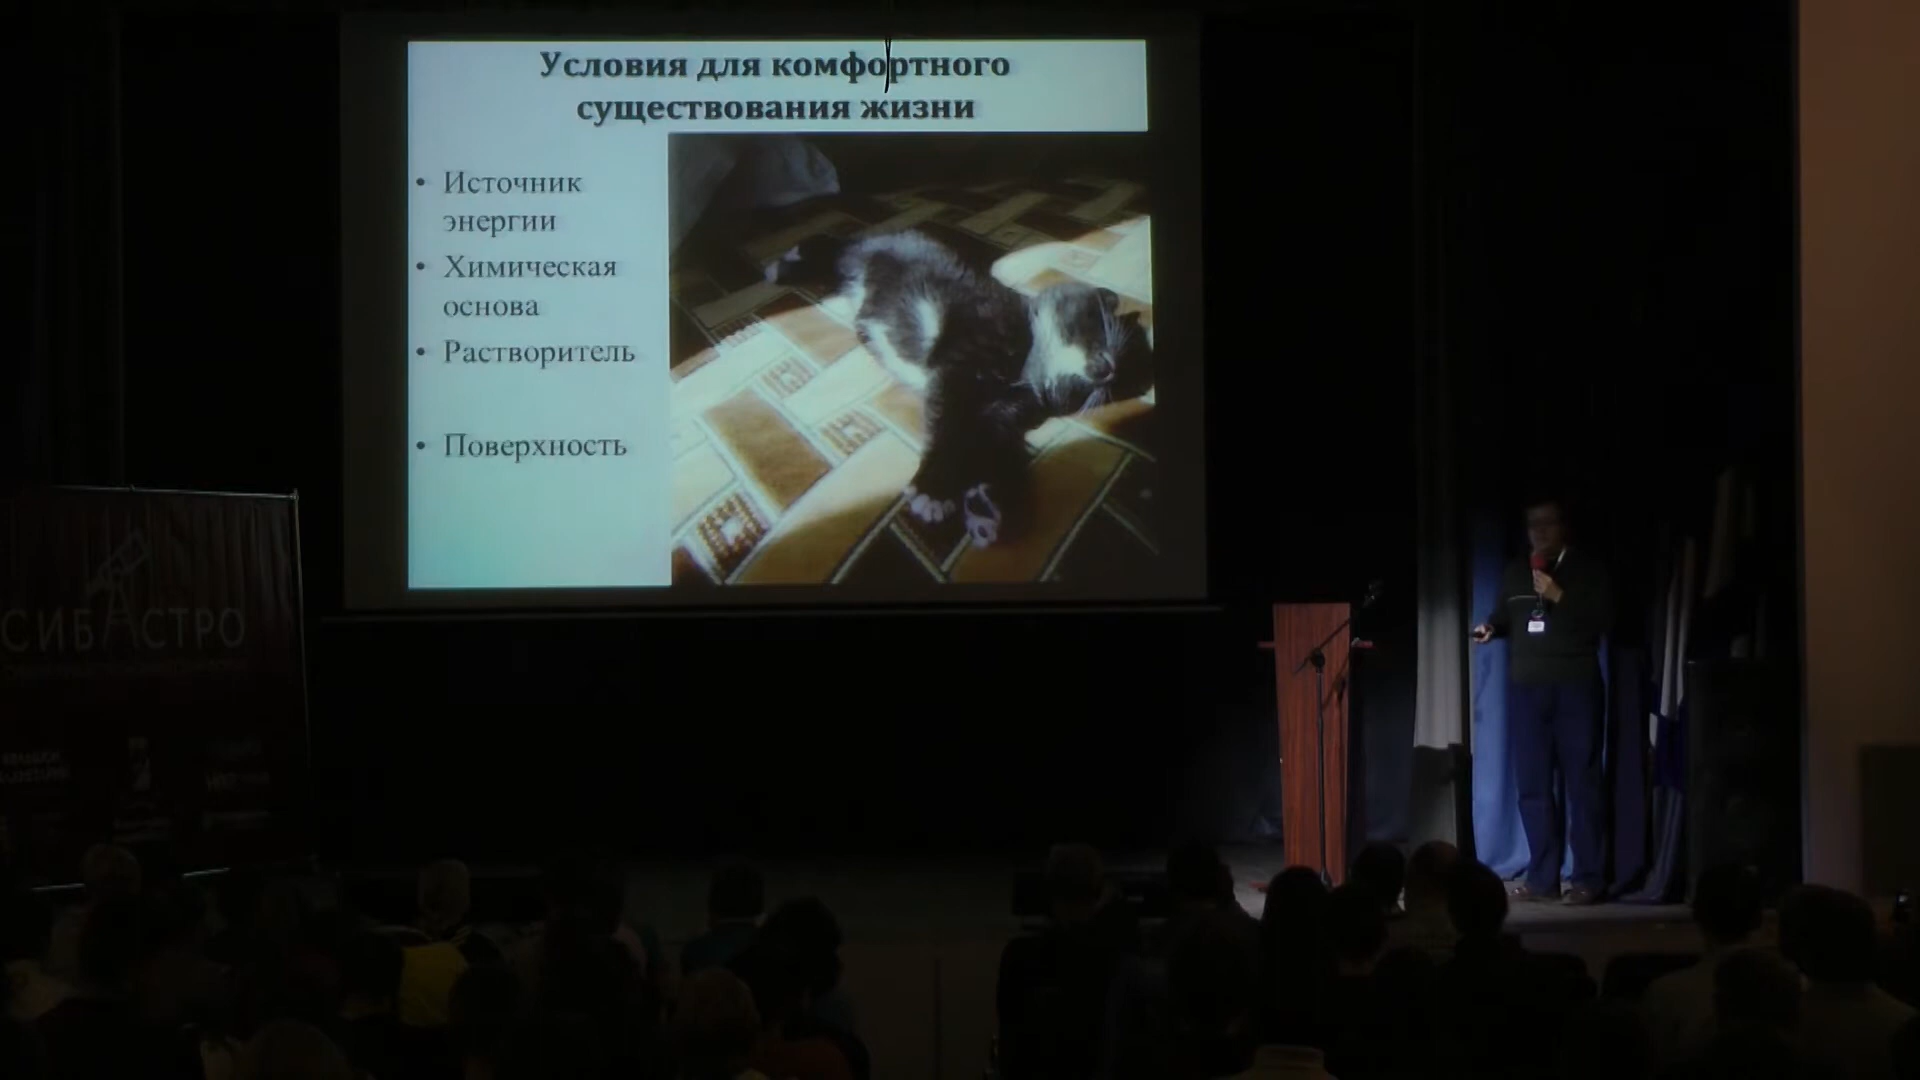 Условия для комфортного
существования жизни
• Источник
энергии
• Химическая
основа
• Растворитель
• Поверхность
СИБАСТРО